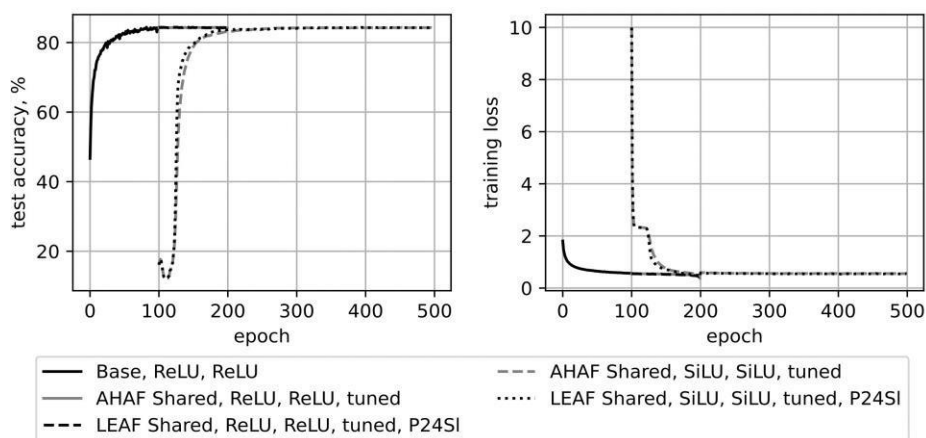 test accuracy, %
80
60
40
20
0 100 200 300 400 500
epoch
training loss
10
8
6
4
2
0
0 100 200 300 400 500
epoch
Base, ReLU, ReLU
AHAF Shared, ReLU, ReLU, tuned
LEAF Shared, ReLU, ReLU, tuned, P24Sl
AHAF Shared, SiLU, SiLU, tuned
LEAF Shared, SiLU, SiLU, tuned, P24Sl